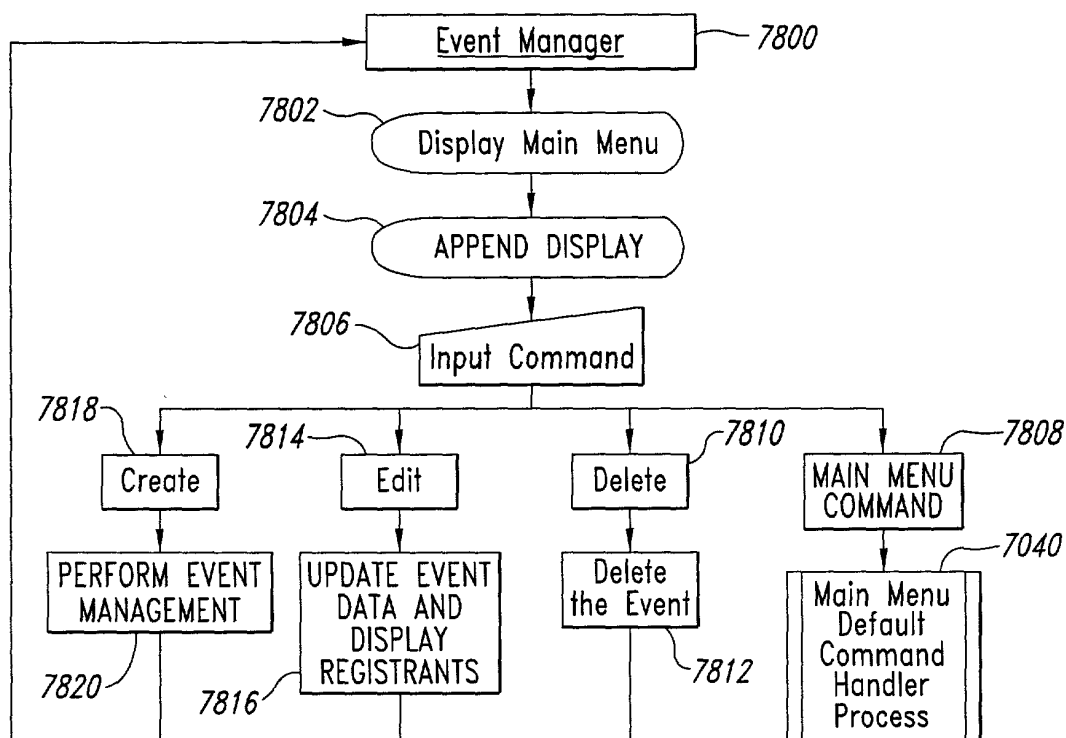 Event Manager
7800
7802
Display Main Menu
7804
APPEND DISPLAY
7806
Input Command
7818
7814
7810
7808
Create
Edit
Delete
MAIN MENU
COMMAND
7040
PERFORM EVENT
MANAGEMENT
7820
UPDATE EVENT
DATA AND
DISPLAY
REGISTRANTS
7816
Delete
the Event
7812
Main Menu
Default
Command
Handler
Process